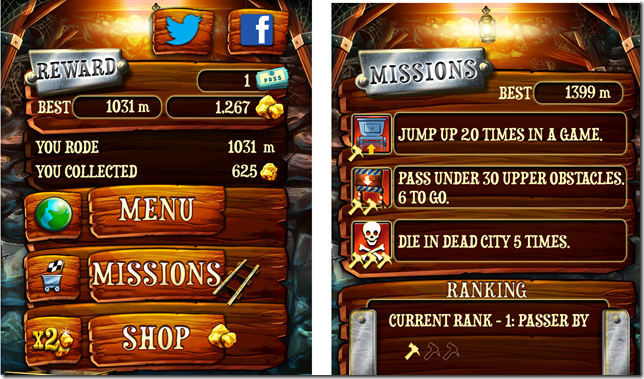 REWARD
1 PASS
BEST 1031 m 1,267
YOU RODE 1031 m
YOU COLLECTED 625
MENU
MISSIONS
x2 SHOP
MISSIONS
BEST 1399 m
JUMP UP 20 TIMES IN A GAME.
PASS UNDER 30 UPPER OBSTACLES.
6 TO GO.
DIE IN DEAD CITY 5 TIMES.
RANKING
CURRENT RANK - 1: PASSER BY